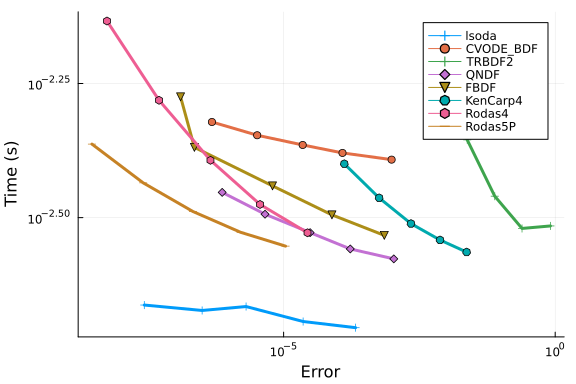 lsoda
CVODE_BDF
TRBDF2
QNDF
FBDF
KenCarp4
Rodas4
Rodas5P
Time (s)
10^-2.25
10^-2.50
10^-5
10^0
Error